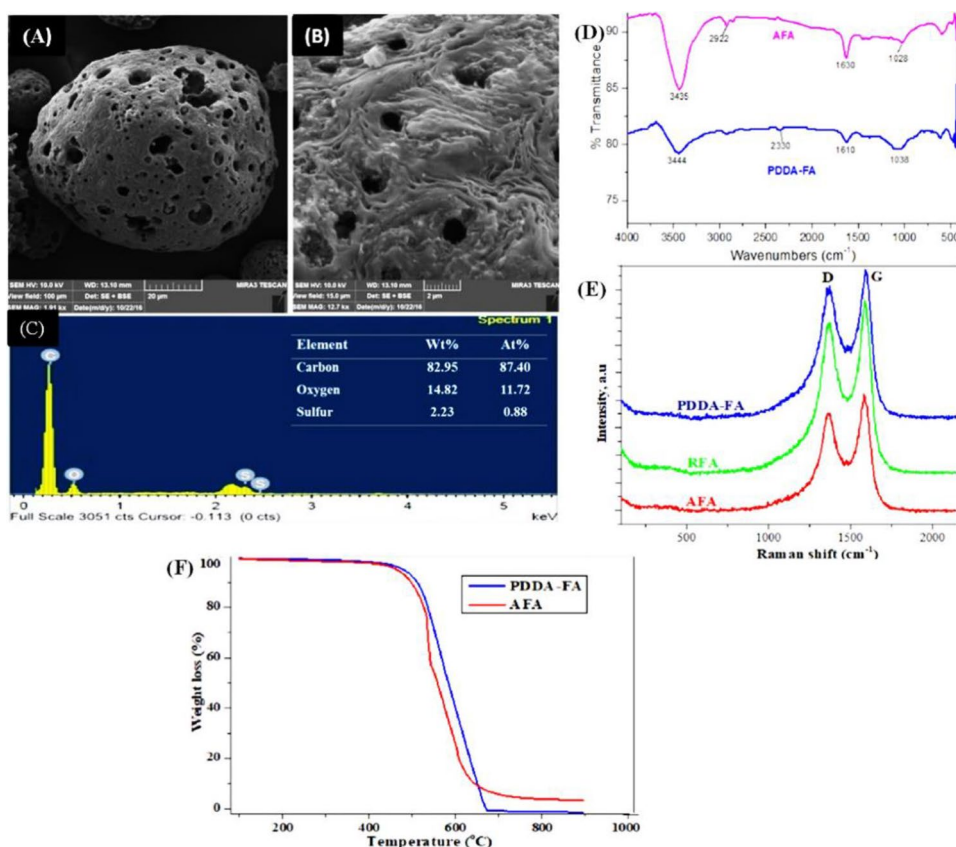 (A)
SEM HV: 10.0 kV WD: 13.10 mm MIRA3 TESCAN
View field: 100 µm Det: SE + BSE 20 µm
SEM MAG: 1.91 kx Date(m/d/y): 10/22/16
(B)
SEM HV: 10.0 kV WD: 13.10 mm MIRA3 TESCAN
View field: 15.0 µm Det: SE + BSE 2 µm
SEM MAG: 12.7 kx Date(m/d/y): 10/22/16
(C)
Spectrum 1
Element Wt% At%
Carbon 82.95 87.40
Oxygen 14.82 11.72
Sulfur 2.23 0.88
C
O
S
S
0 1 2 3 4 5
Full Scale 3051 cts Cursor: -0.113 (0 cts) keV
(D)
% Transmittance
90
85
80
75
AFA
2922
1630
1028
3435
2330
1610
1038
3444
PDDA-FA
4000 3500 3000 2500 2000 1500 1000 500
Wavenumbers (cm-1)
(E)
D G
Intensity, a.u
PDDA-FA
RFA
AFA
500 1000 1500 2000
Raman shift (cm-1)
(F)
Weight loss (%)
100
80
60
40
20
0
PDDA-FA
AFA
200 400 600 800 1000
Temperature (oC)